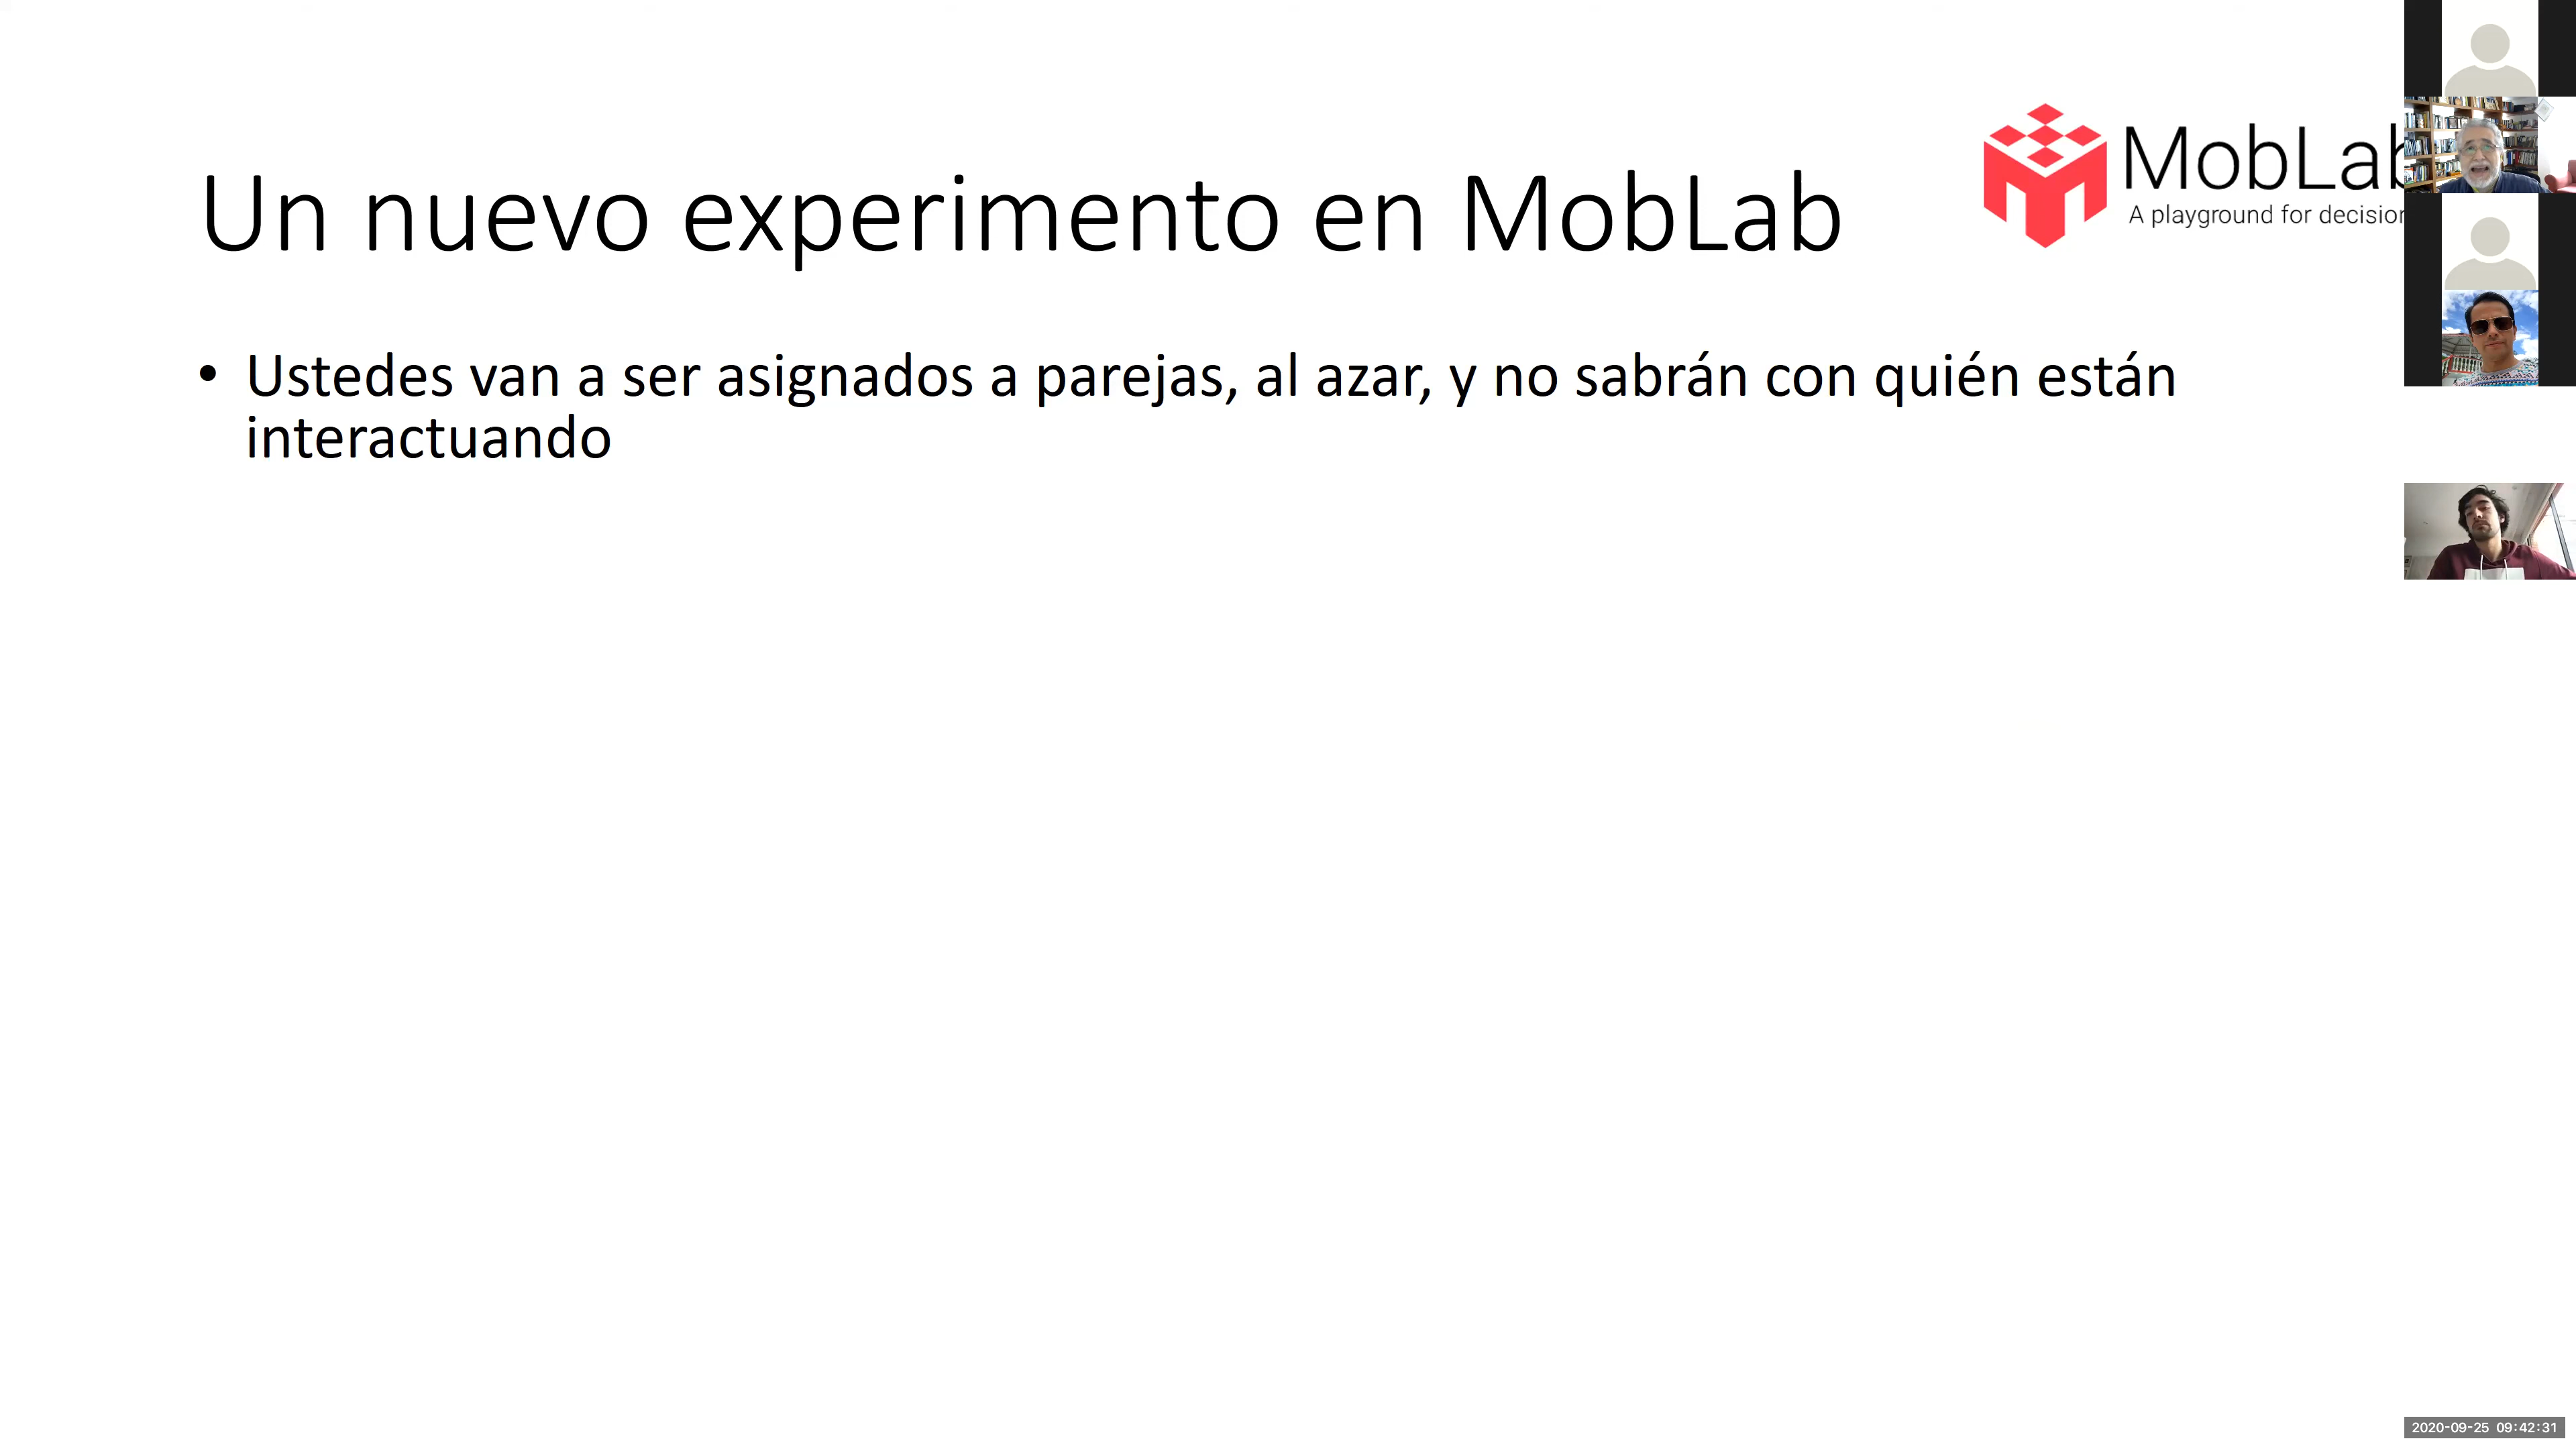 Un nuevo experimento en MobLab
MobLab
A playground for decision
• Ustedes van a ser asignados a parejas, al azar, y no sabrán con quién están
interactuando
2020-09-25 09:42:31